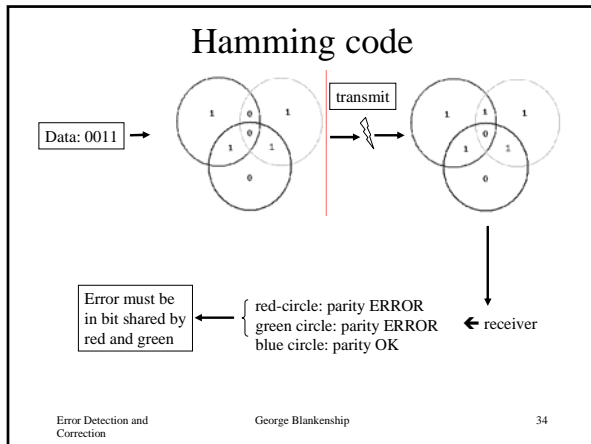 Hamming code
Data: 0011
1 0 1
0
1 1
0
transmit
1 1 1
0
1 1
0
Error must be
in bit shared by
red and green
red-circle: parity ERROR
green circle: parity ERROR
blue circle: parity OK
🡸 receiver
Error Detection and
Correction
George Blankenship
34